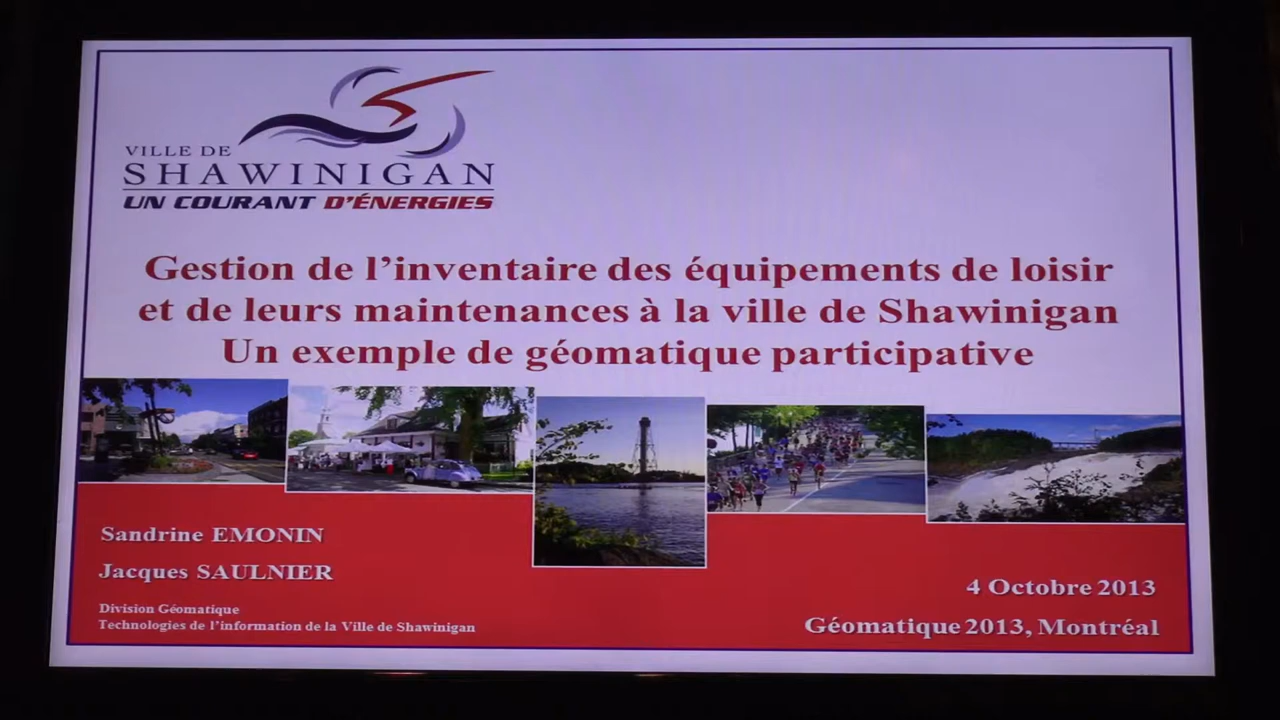 VILLE DE
SHAWINIGAN
UN COURANT D'ÉNERGIES
Gestion de l'inventaire des équipements de loisir
et de leurs maintenances à la ville de Shawinigan
Un exemple de géomatique participative
Sandrine EMONIN
Jacques SAULNIER
Division Géomatique
Technologies de l'information de la Ville de Shawinigan
4 Octobre 2013
Géomatique 2013, Montréal